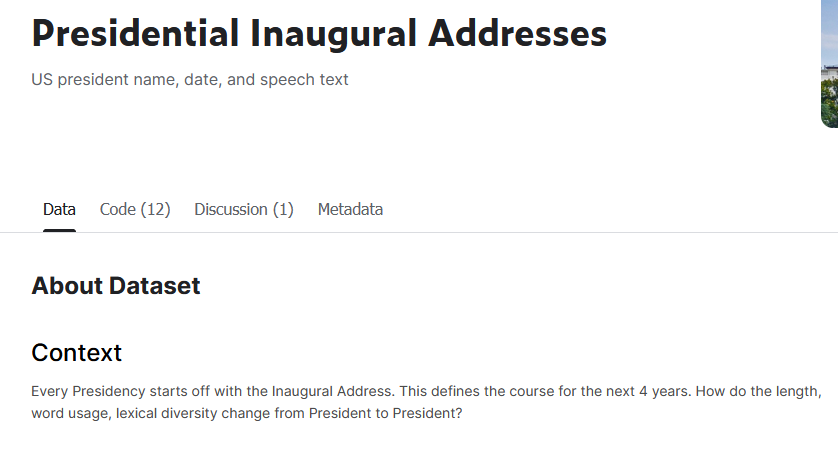 Presidential Inaugural Addresses
US president name, date, and speech text
Data Code (12) Discussion (1) Metadata
About Dataset
Context
Every Presidency starts off with the Inaugural Address. This defines the course for the next 4 years. How do the length,
word usage, lexical diversity change from President to President?